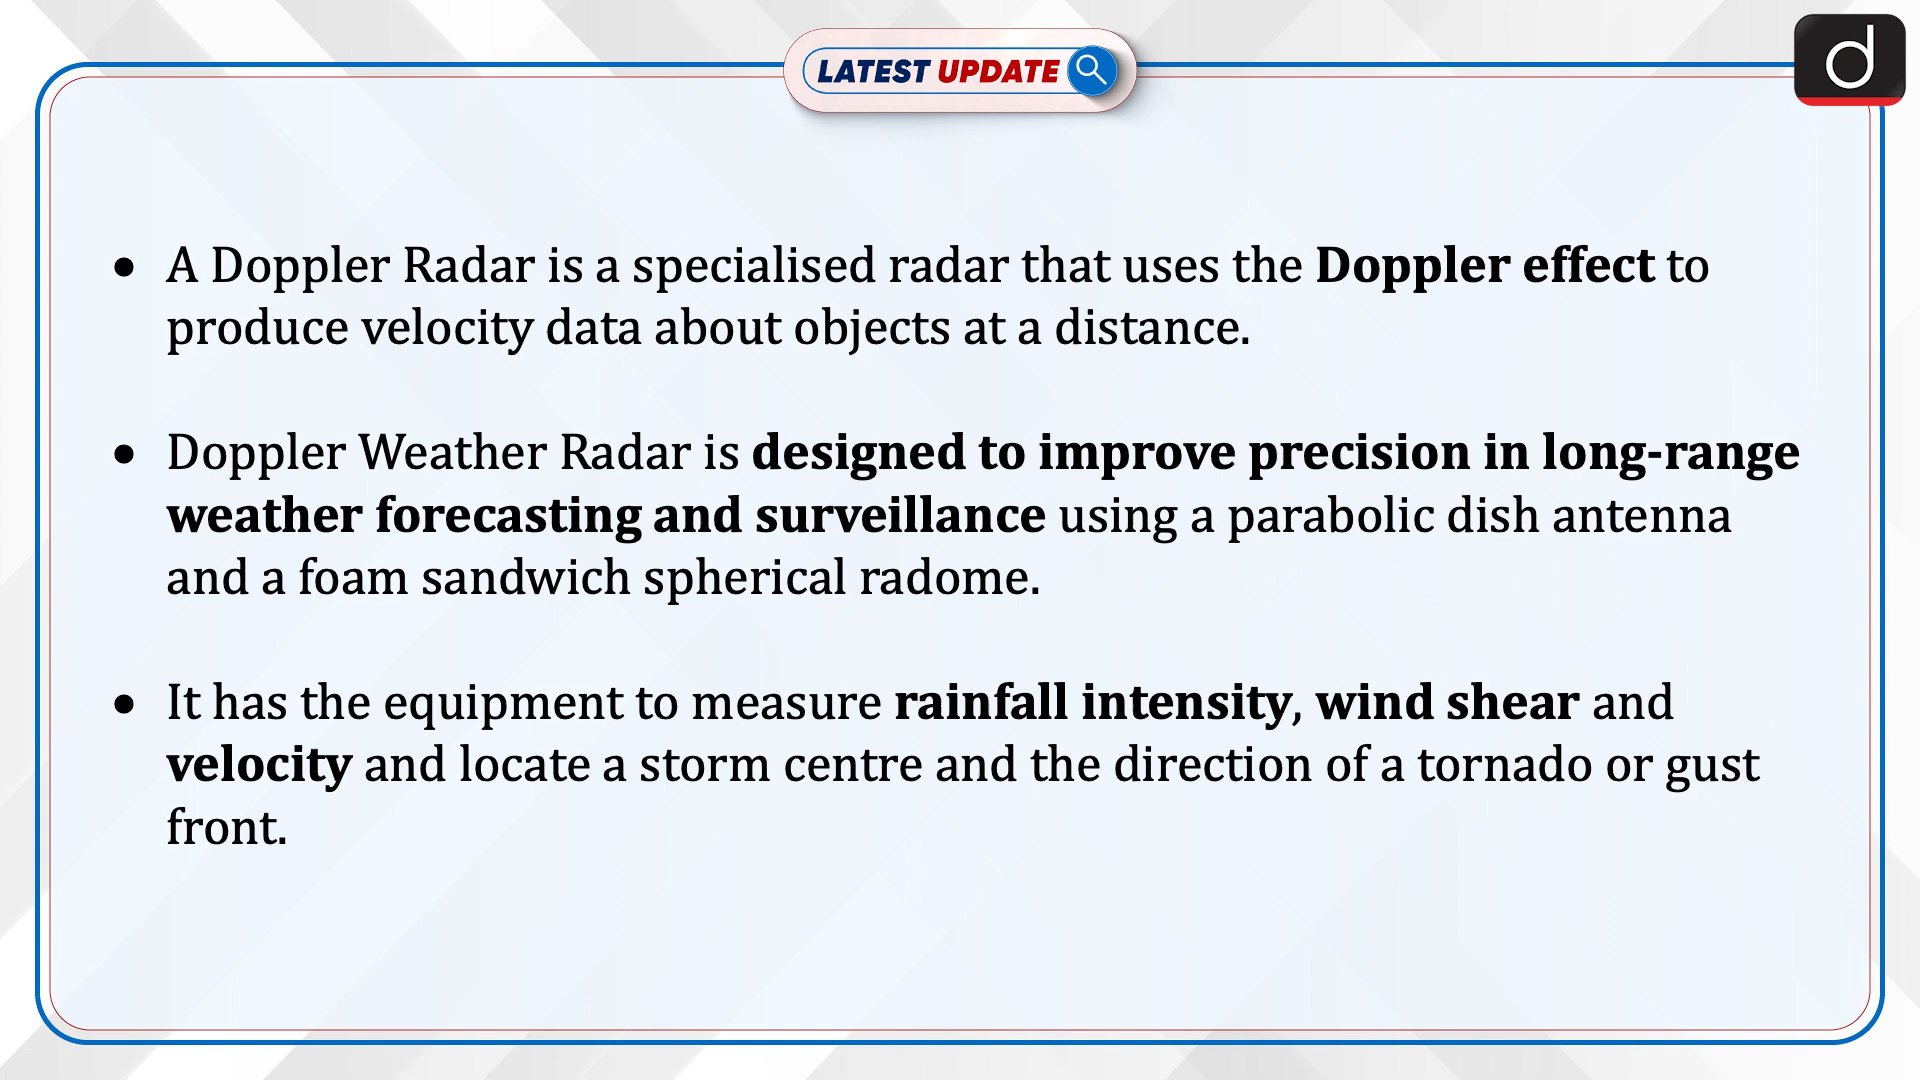 LATEST UPDATE
d
• A Doppler Radar is a specialised radar that uses the Doppler effect to
produce velocity data about objects at a distance.
• Doppler Weather Radar is designed to improve precision in long-range
weather forecasting and surveillance using a parabolic dish antenna
and a foam sandwich spherical radome.
• It has the equipment to measure rainfall intensity, wind shear and
velocity and locate a storm centre and the direction of a tornado or gust
front.